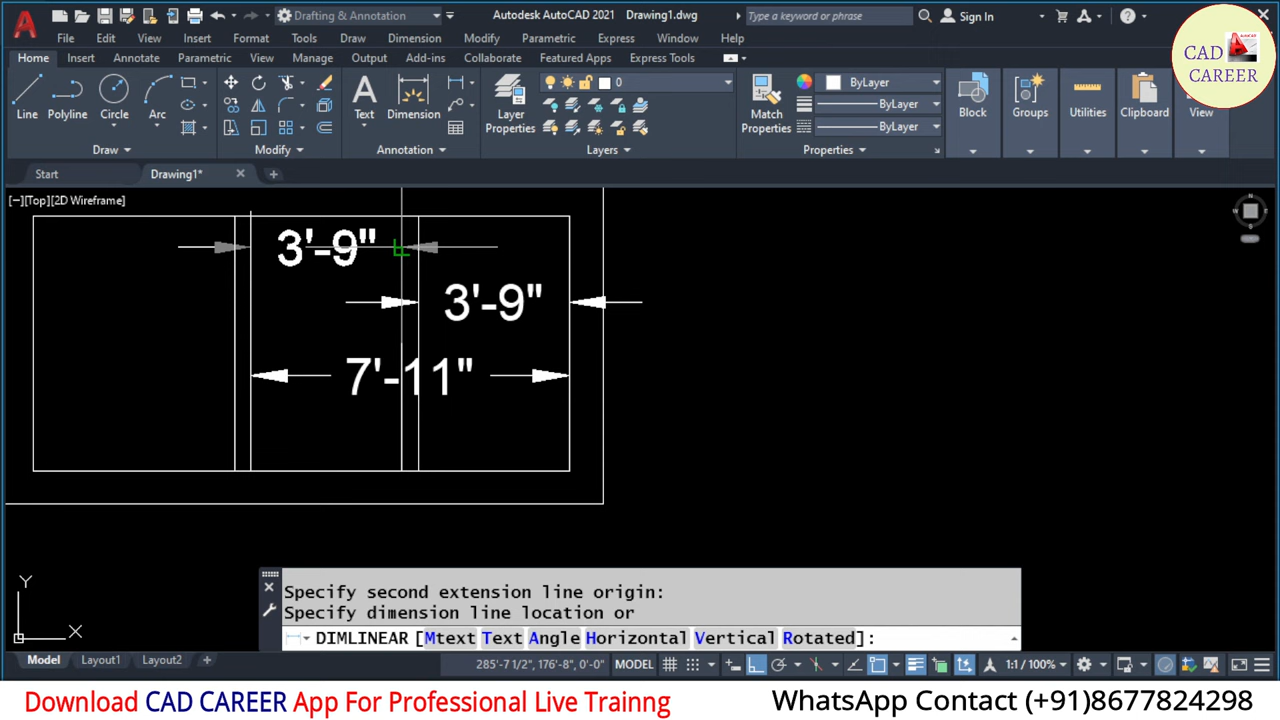 Drafting & Annotation
Autodesk AutoCAD 2021 Drawing1.dwg
Type a keyword or phrase
Sign In
File Edit View Insert Format Tools Draw Dimension Modify Parametric Express Window Help
Home Insert Annotate Parametric View Manage Output Add-ins Collaborate Featured Apps Express Tools
CAD
CAREER
0
ByLayer
ByLayer
ByLayer
Line Polyline Circle Arc
Text Dimension
Layer
Properties
Match
Properties
Block Groups Utilities Clipboard View
Draw Modify Annotation Layers Properties
Start Drawing1*
[−][Top][2D Wireframe]
N
W
S
3'-9"
3'-9"
7'-11"
Y
X
Specify second extension line origin:
Specify dimension line location or
DIMLINEAR [Mtext Text Angle Horizontal Vertical Rotated]:
Model Layout1 Layout2
285'-7 1/2", 176'-8", 0'-0" MODEL
1:1 / 100%
Download CAD CAREER App For Professional Live Trainng
WhatsApp Contact (+91)8677824298